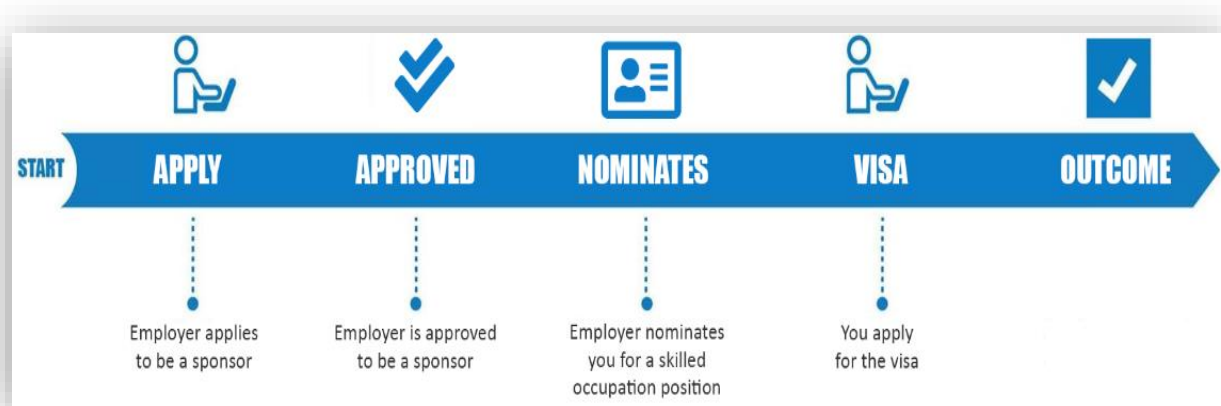 START
APPLY
APPROVED
NOMINATES
VISA
OUTCOME
Employer applies
to be a sponsor
Employer is approved
to be a sponsor
Employer nominates
you for a skilled
occupation position
You apply
for the visa